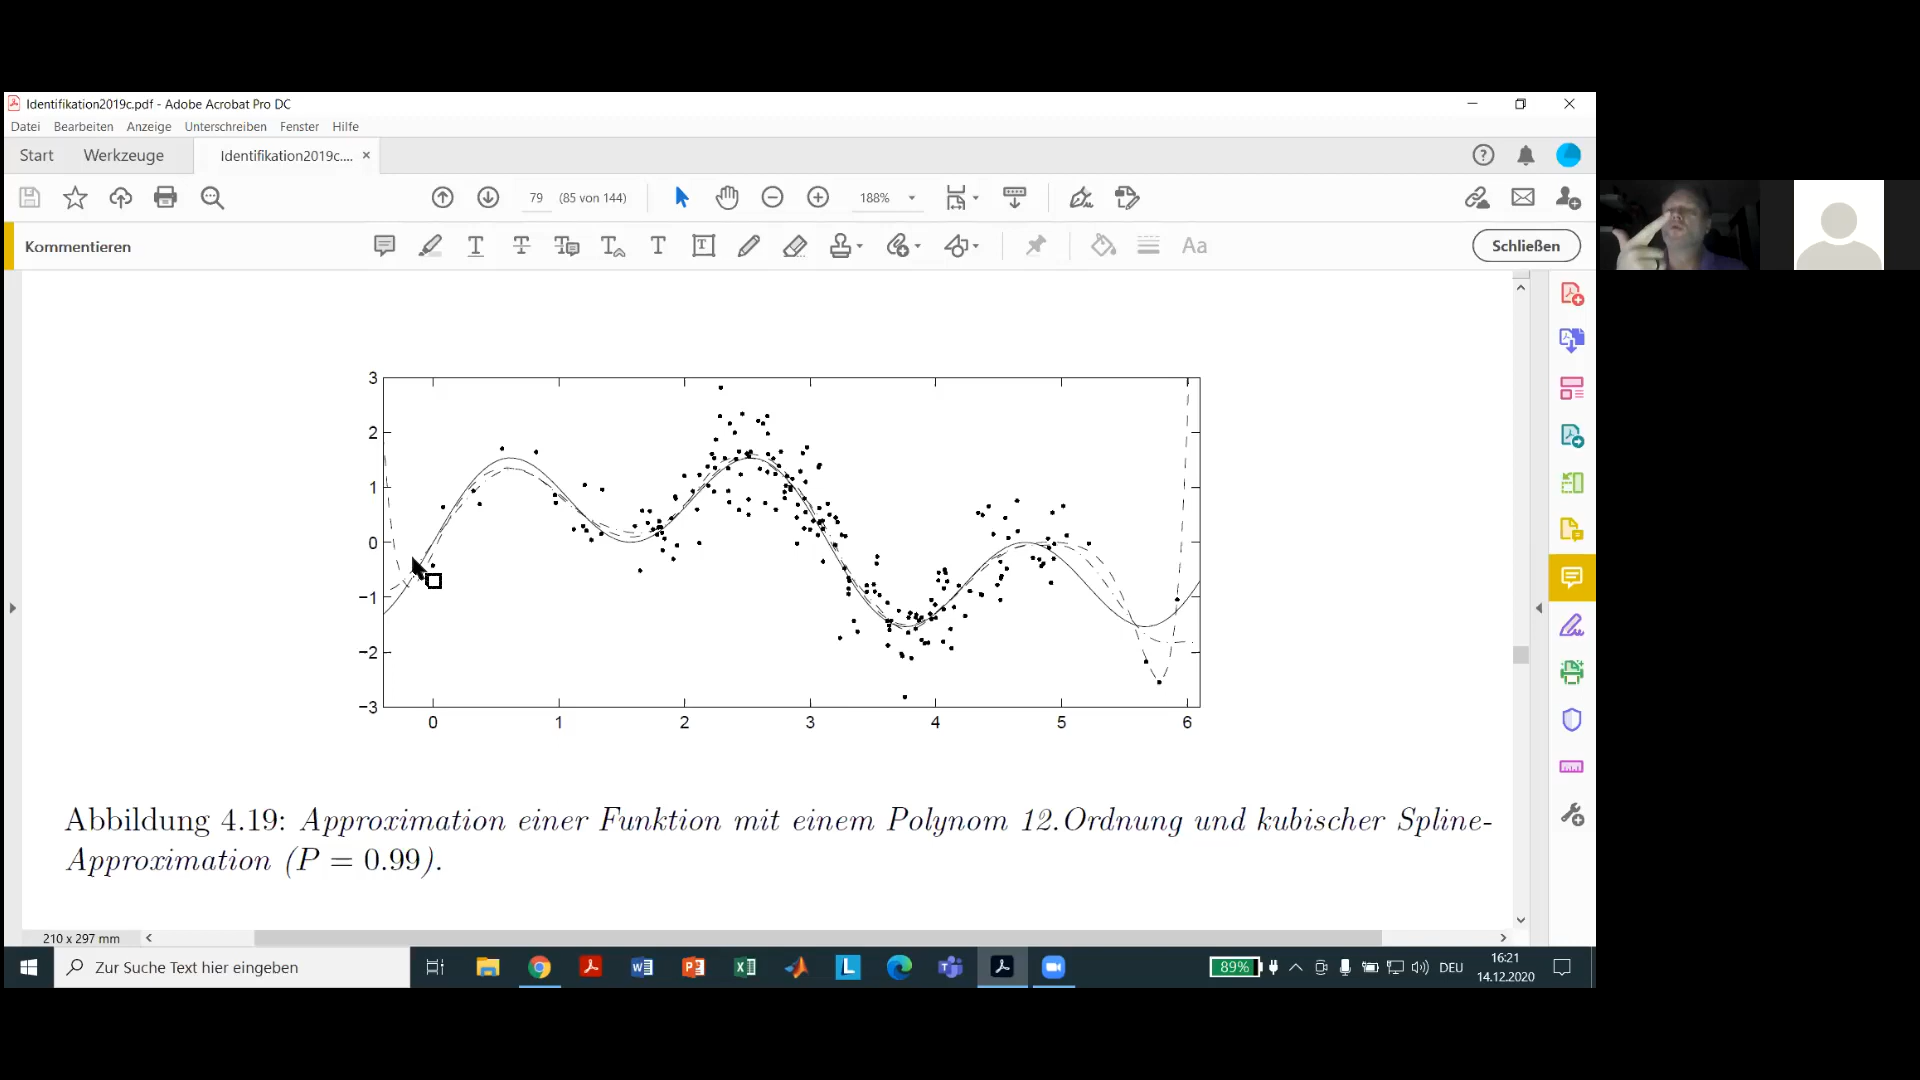 Identifikation2019c.pdf - Adobe Acrobat Pro DC
Datei Bearbeiten Anzeige Unterschreiben Fenster Hilfe
Start Werkzeuge Identifikation2019c.... ×
79 (85 von 144) 188%
Kommentieren Schließen
3
2
1
0
−1
−2
−3
0 1 2 3 4 5 6
Abbildung 4.19: Approximation einer Funktion mit einem Polynom 12.Ordnung und kubischer Spline-
Approximation (P = 0.99).
210 x 297 mm
Zur Suche Text hier eingeben 89% DEU 16:21
14.12.2020